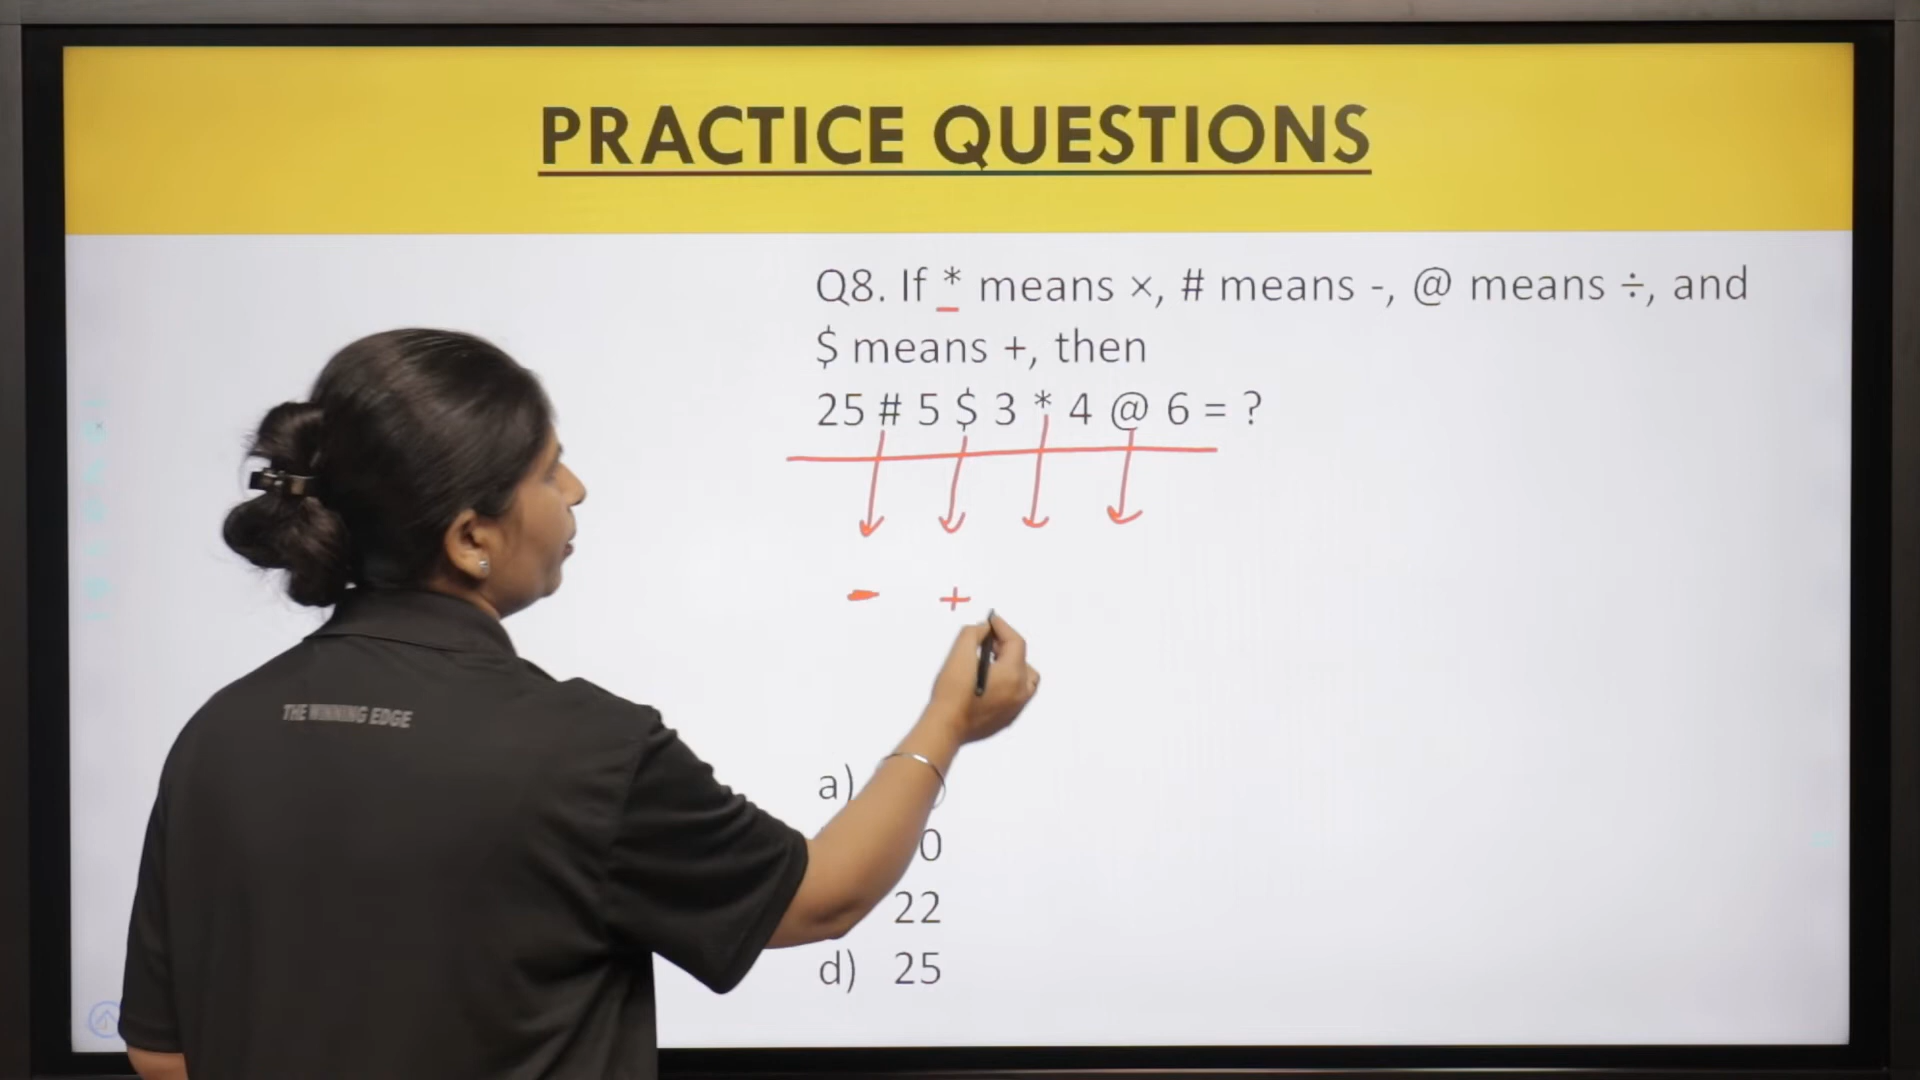 PRACTICE QUESTIONS
Q8. If * means ×, # means -, @ means ÷, and
$ means +, then
25 # 5 $ 3 * 4 @ 6 = ?
- +
THE WINNING EDGE
a)
22
d) 25